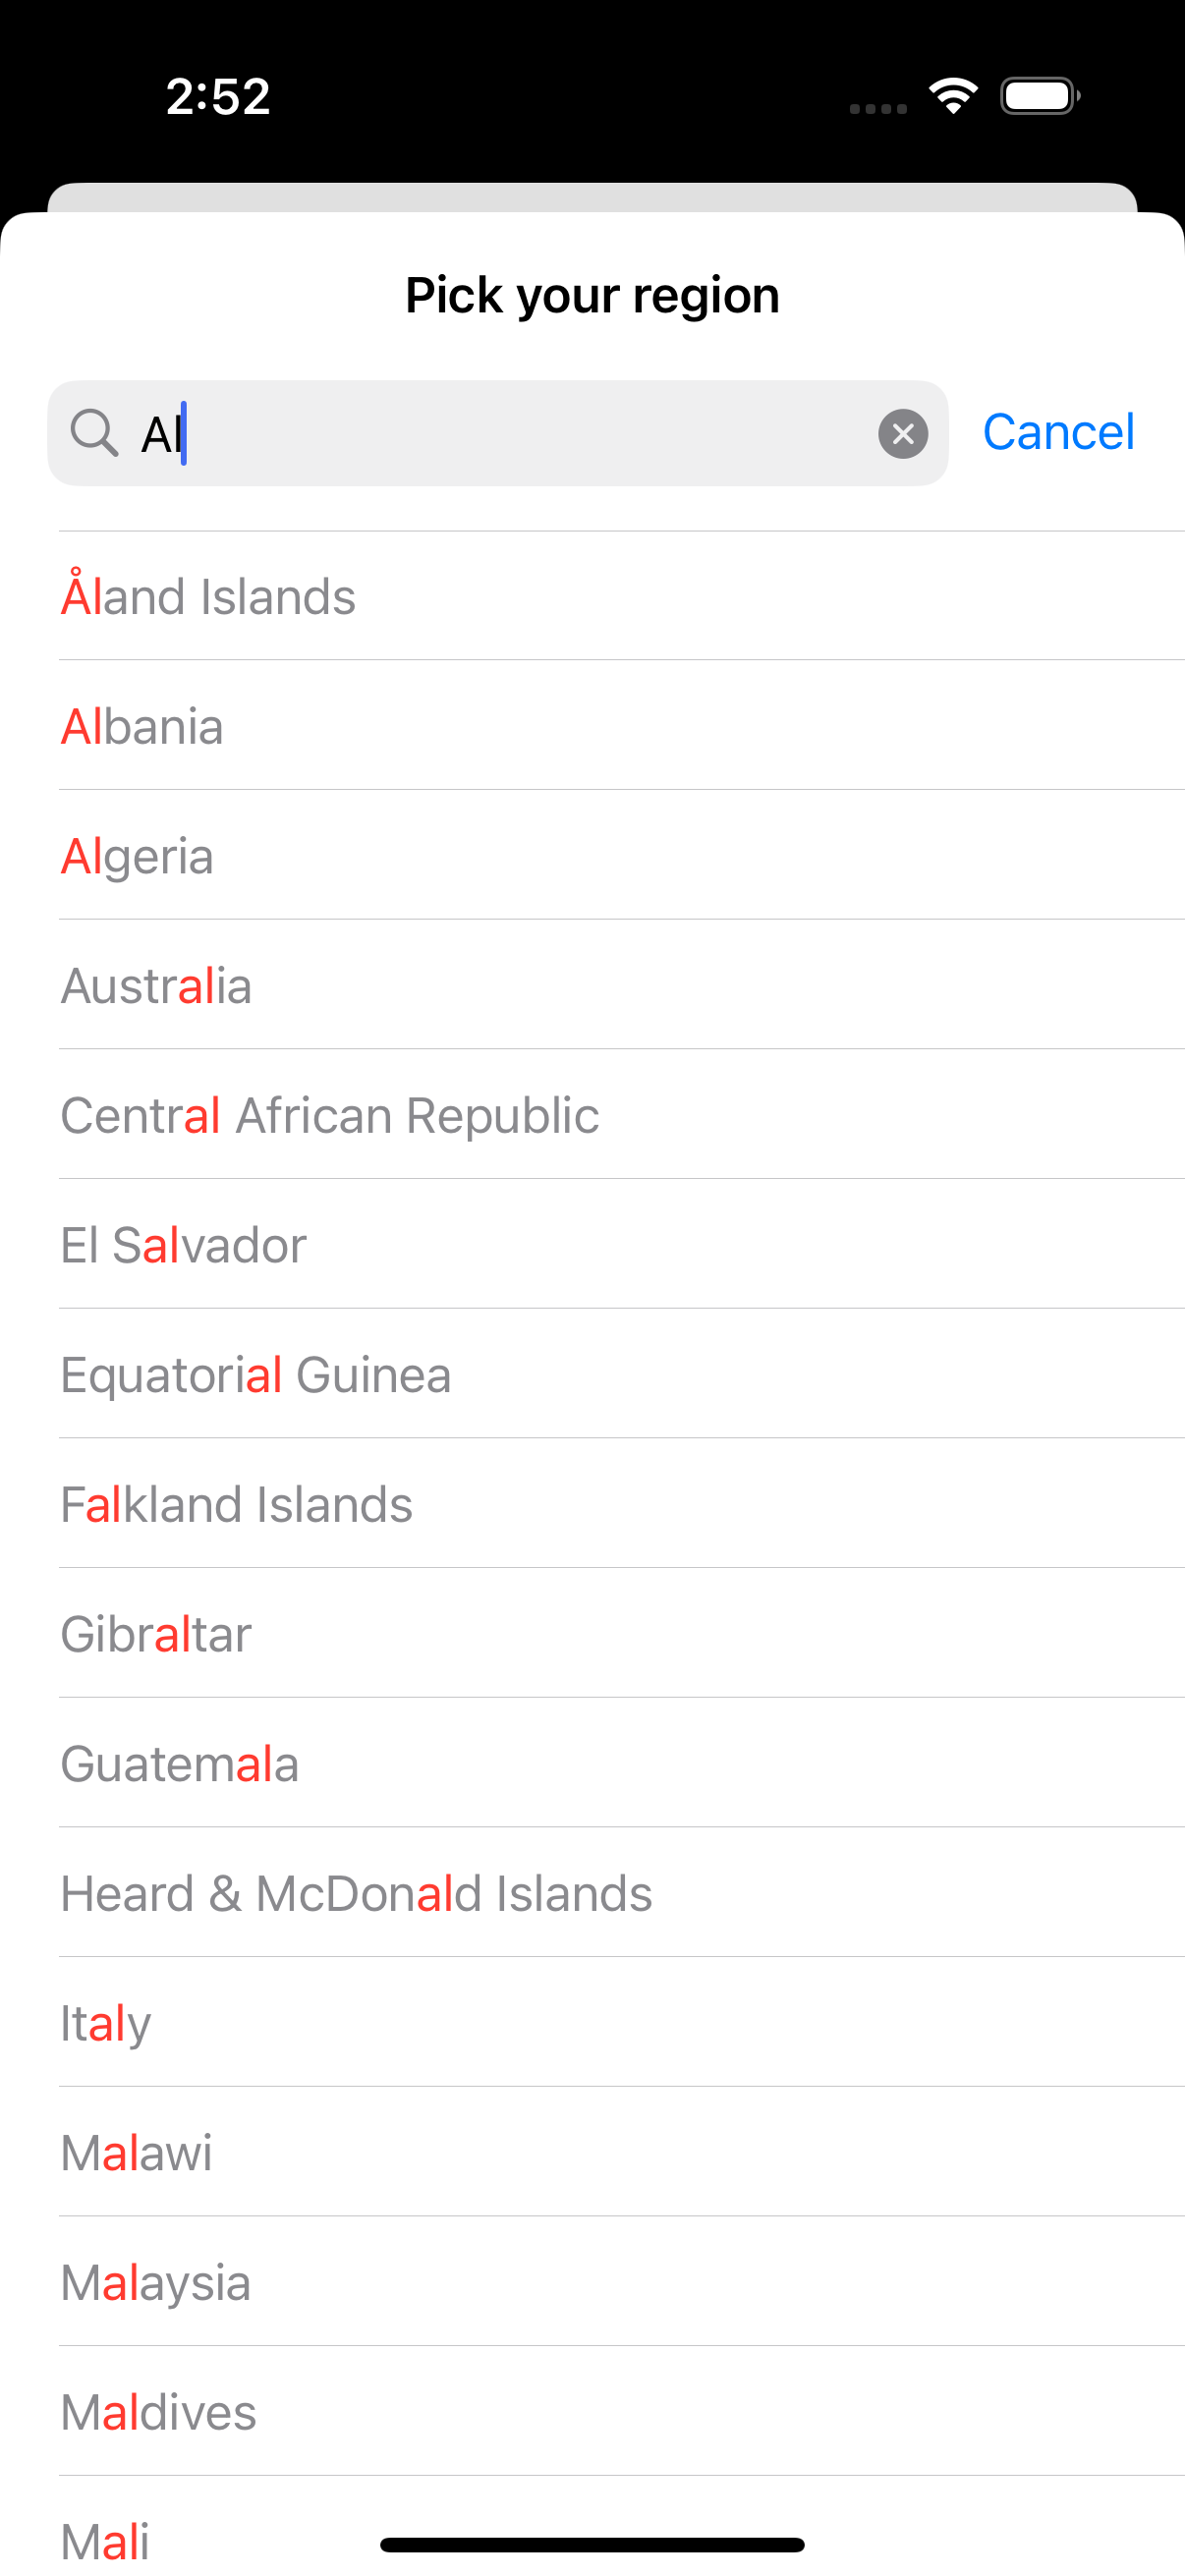 2:52
Pick your region
Al
Cancel
Åland Islands
Albania
Algeria
Australia
Central African Republic
El Salvador
Equatorial Guinea
Falkland Islands
Gibraltar
Guatemala
Heard & McDonald Islands
Italy
Malawi
Malaysia
Maldives
Mali